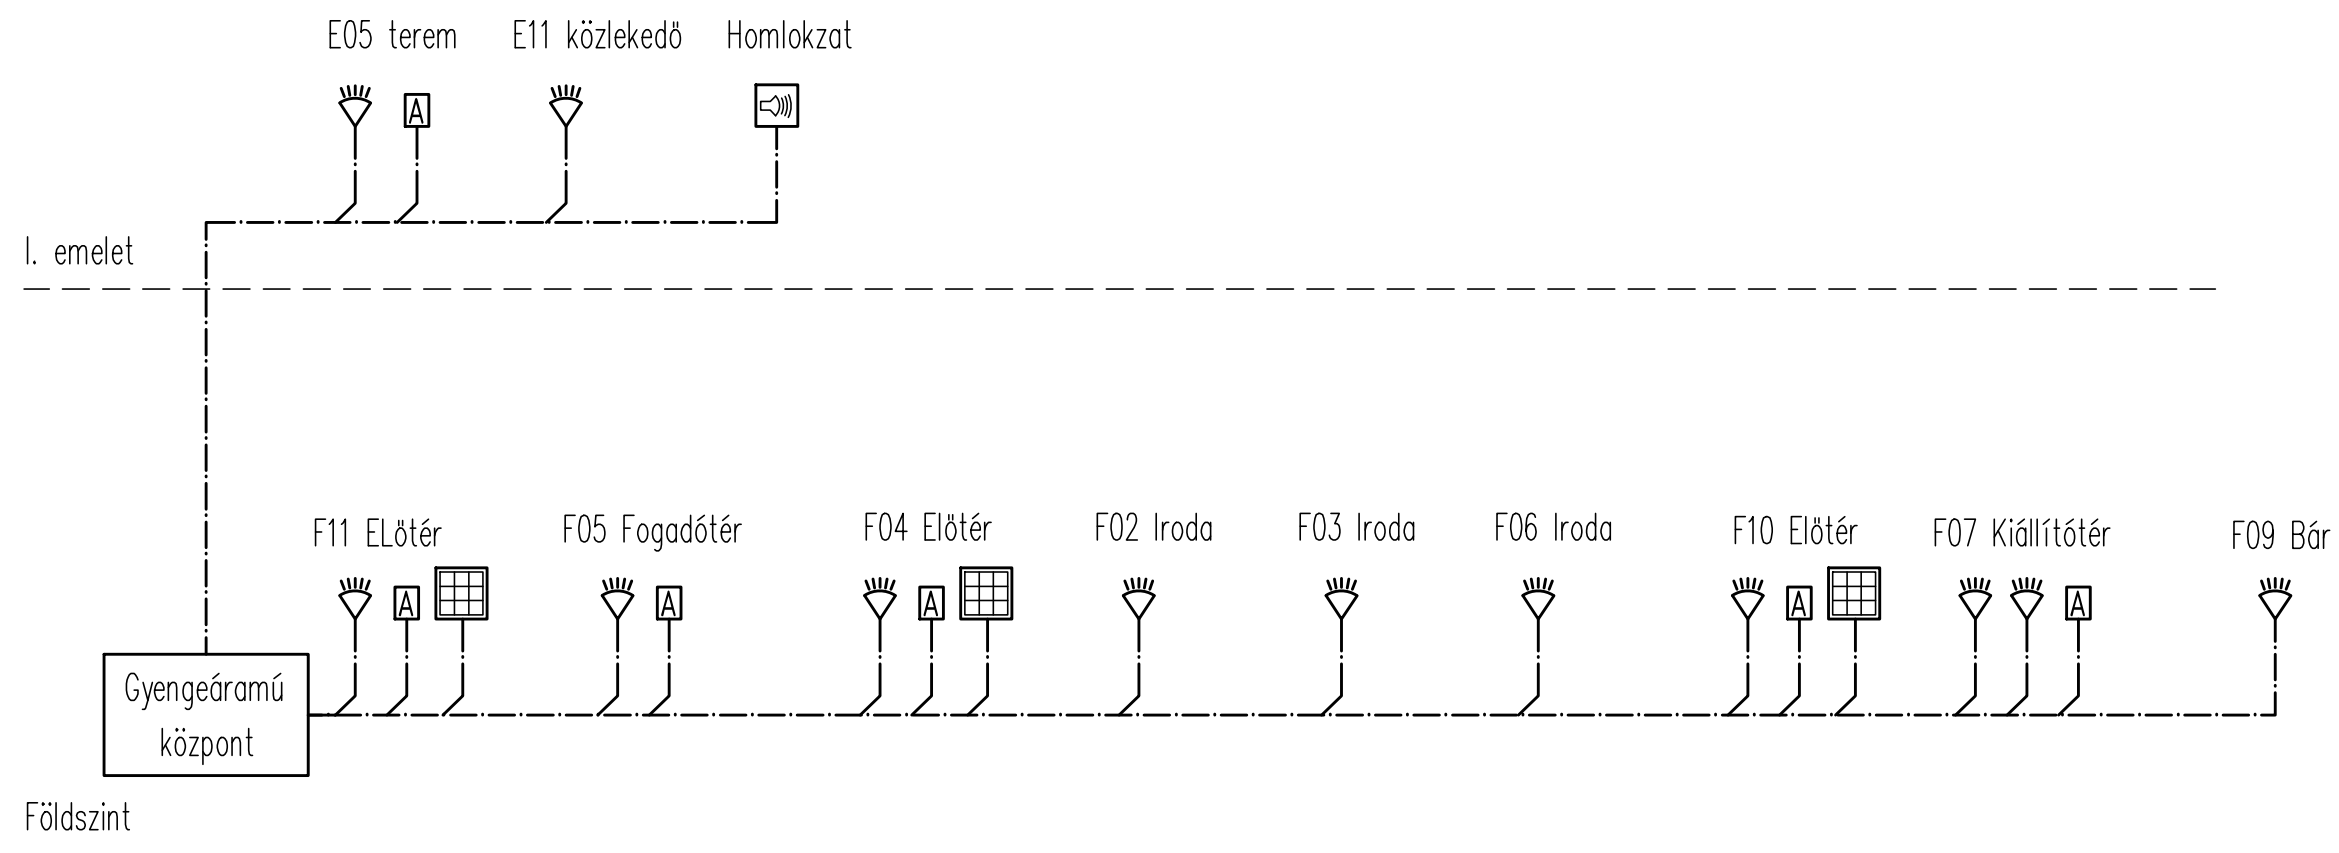 E05 terem
E11 közlekedö
Homlokzat
A
I. emelet
F11 ELötér
F05 Fogadótér
F04 Elötér
F02 Iroda
F03 Iroda
F06 Iroda
F10 Elötér
F07 Kiállítótér
F09 Bár
A
A
A
A
A
Gyengeáramú
központ
Földszint